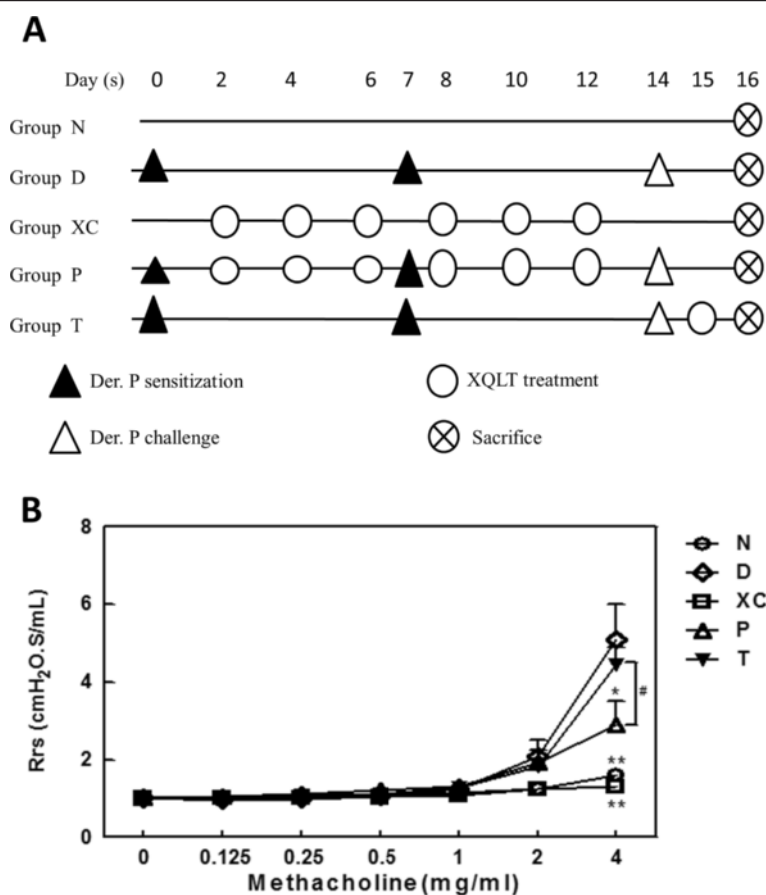 A
Day (s) 0 2 4 6 7 8 10 12 14 15 16
Group N
Group D
Group XC
Group P
Group T
Der. P sensitization
XQLT treatment
Der. P challenge
Sacrifice
B
8
6
4
2
0
Rrs (cmH₂O.S/mL)
N
D
XC
P
T
*
#
**
**
0 0.125 0.25 0.5 1 2 4
Methacholine (mg/ml)